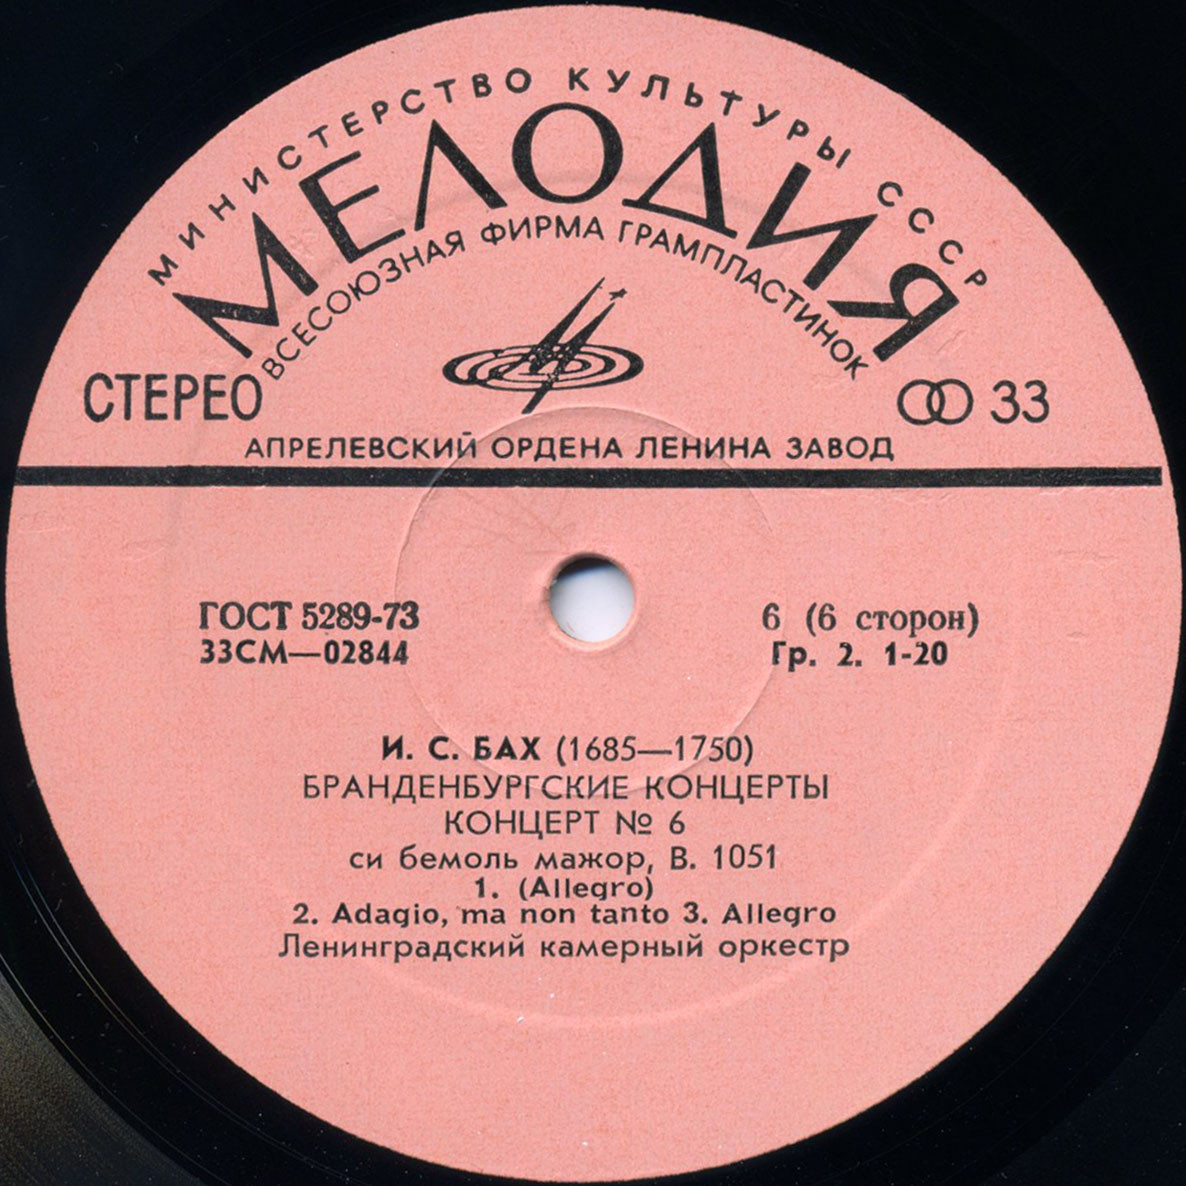 МИНИСТЕРСТВО КУЛЬТУРЫ СССР
МЕЛОДИЯ
ВСЕСОЮЗНАЯ ФИРМА ГРАМПЛАСТИНОК
СТЕРЕО
33
АПРЕЛЕВСКИЙ ОРДЕНА ЛЕНИНА ЗАВОД
ГОСТ 5289-73
33СМ—02844
6 (6 сторон)
Гр. 2. 1-20
И. С. БАХ (1685—1750)
БРАНДЕНБУРГСКИЕ КОНЦЕРТЫ
КОНЦЕРТ № 6
си бемоль мажор, В. 1051
1. (Allegro)
2. Adagio, ma non tanto 3. Allegro
Ленинградский камерный оркестр